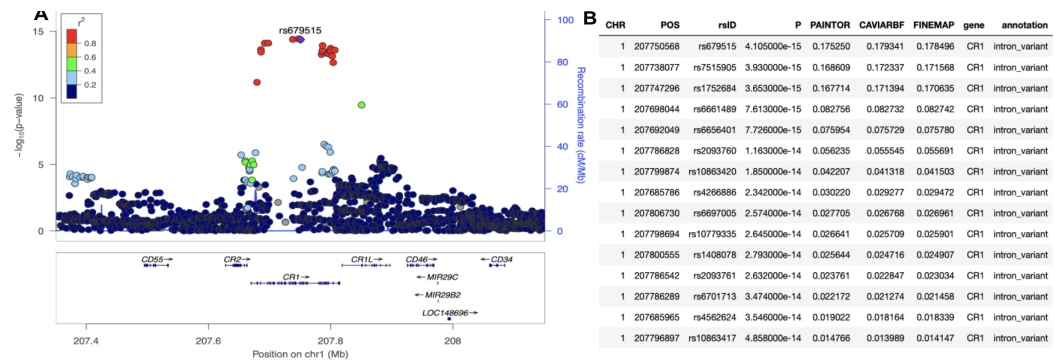 A
r²
0.8
0.6
0.4
0.2
rs679515
15
10
5
0
−log10(p-value)
100
80
60
40
20
0
Recombination rate (cM/Mb)
CD55→
CR2→
CR1L→
CD46→
←CD34
CR1→
←MIR29C
←MIR29B2
LOC148696→
207.4
207.6
207.8
208
Position on chr1 (Mb)
B
CHR POS rsID P PAINTOR CAVIARBF FINEMAP gene annotation
1 207750568 rs679515 4.105000e-15 0.175250 0.179341 0.178496 CR1 intron_variant
1 207738077 rs7515905 3.930000e-15 0.168609 0.172337 0.171568 CR1 intron_variant
1 207747296 rs1752684 3.653000e-15 0.167714 0.171394 0.170635 CR1 intron_variant
1 207698044 rs6661489 7.613000e-15 0.082756 0.082732 0.082742 CR1 intron_variant
1 207692049 rs6656401 7.726000e-15 0.075954 0.075729 0.075780 CR1 intron_variant
1 207786828 rs2093760 1.163000e-14 0.056235 0.055545 0.055691 CR1 intron_variant
1 207799874 rs10863420 1.850000e-14 0.042207 0.041318 0.041503 CR1 intron_variant
1 207685786 rs4266886 2.342000e-14 0.030220 0.029277 0.029472 CR1 intron_variant
1 207806730 rs6697005 2.574000e-14 0.027705 0.026768 0.026961 CR1 intron_variant
1 207798694 rs10779335 2.645000e-14 0.026641 0.025709 0.025901 CR1 intron_variant
1 207800555 rs1408078 2.793000e-14 0.025644 0.024716 0.024907 CR1 intron_variant
1 207786542 rs2093761 2.632000e-14 0.023761 0.022847 0.023034 CR1 intron_variant
1 207786289 rs6701713 3.474000e-14 0.022172 0.021274 0.021458 CR1 intron_variant
1 207685965 rs4562624 3.546000e-14 0.019022 0.018164 0.018339 CR1 intron_variant
1 207796897 rs10863417 4.858000e-14 0.014766 0.013989 0.014147 CR1 intron_variant